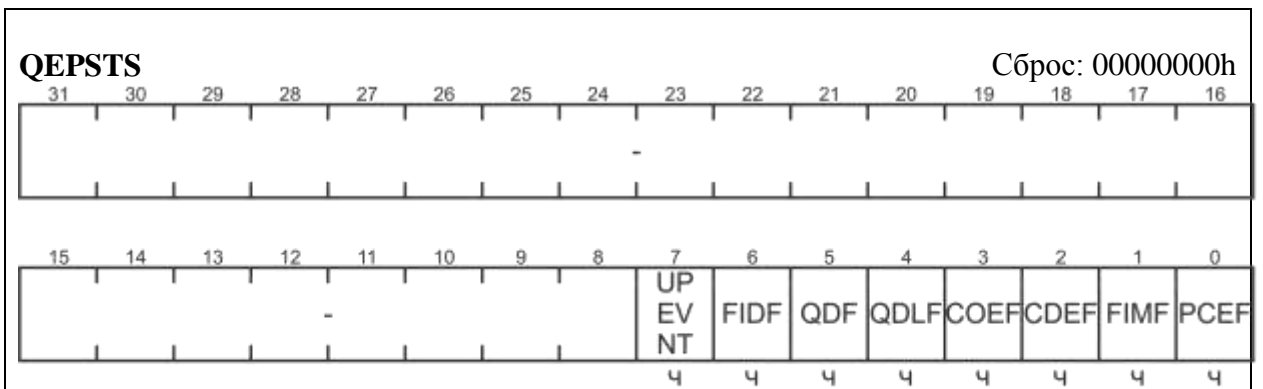 QEPSTS Сброс: 00000000h
31 30 29 28 27 26 25 24 23 22 21 20 19 18 17 16
-
15 14 13 12 11 10 9 8 7 6 5 4 3 2 1 0
- UP EV NT FIDF QDF QDLF COEF CDEF FIMF PCEF
ч ч ч ч ч ч ч ч